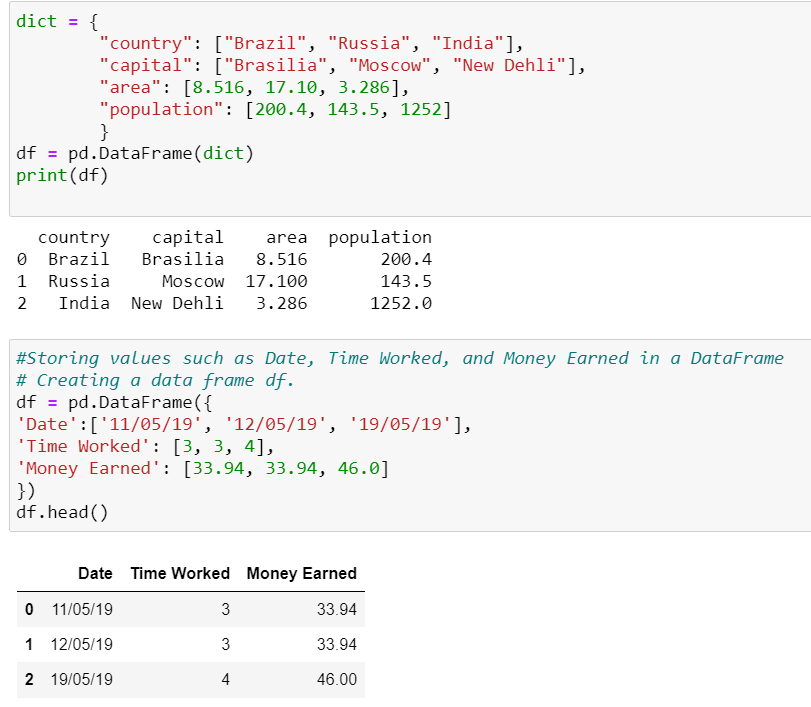 dict = {
"country": ["Brazil", "Russia", "India"],
"capital": ["Brasilia", "Moscow", "New Dehli"],
"area": [8.516, 17.10, 3.286],
"population": [200.4, 143.5, 1252]
}
df = pd.DataFrame(dict)
print(df)
country capital area population
0 Brazil Brasilia 8.516 200.4
1 Russia Moscow 17.100 143.5
2 India New Dehli 3.286 1252.0
#Storing values such as Date, Time Worked, and Money Earned in a DataFrame
# Creating a data frame df.
df = pd.DataFrame({
'Date':['11/05/19', '12/05/19', '19/05/19'],
'Time Worked': [3, 3, 4],
'Money Earned': [33.94, 33.94, 46.0]
})
df.head()
Date Time Worked Money Earned
0 11/05/19 3 33.94
1 12/05/19 3 33.94
2 19/05/19 4 46.00